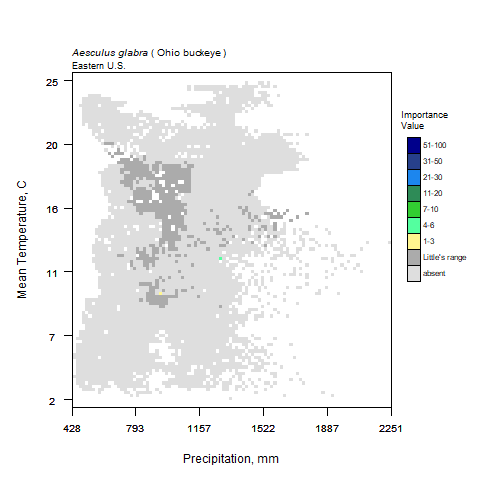 Aesculus glabra ( Ohio buckeye )
Eastern U.S.
25
20
16
11
7
2
Mean Temperature, C
428 793 1157 1522 1887 2251
Precipitation, mm
Importance
Value
51-100
31-50
21-30
11-20
7-10
4-6
1-3
Little's range
absent